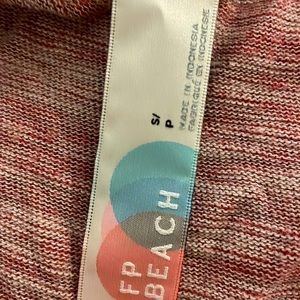 FP
BEACH
S/
P
MADE IN INDONESIA
FABRIQUÉ EN INDONÉSIE